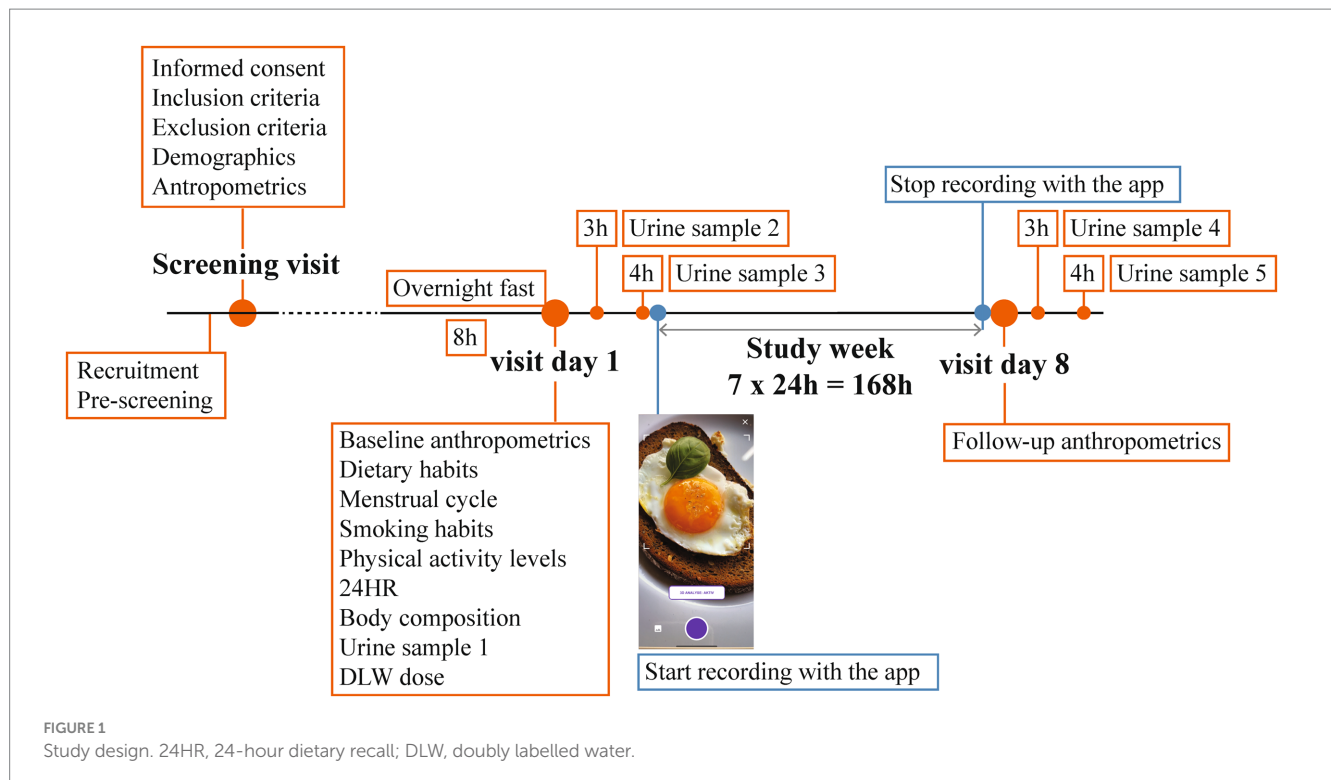 Informed consent
Inclusion criteria
Exclusion criteria
Demographics
Antropometrics
Screening visit
Recruitment
Pre-screening
Overnight fast
8h
visit day 1
Baseline anthropometrics
Dietary habits
Menstrual cycle
Smoking habits
Physical activity levels
24HR
Body composition
Urine sample 1
DLW dose
3h Urine sample 2
4h Urine sample 3
Study week
7 x 24h = 168h
Start recording with the app
Stop recording with the app
visit day 8
3h Urine sample 4
4h Urine sample 5
Follow-up anthropometrics
FIGURE 1
Study design. 24HR, 24-hour dietary recall; DLW, doubly labelled water.